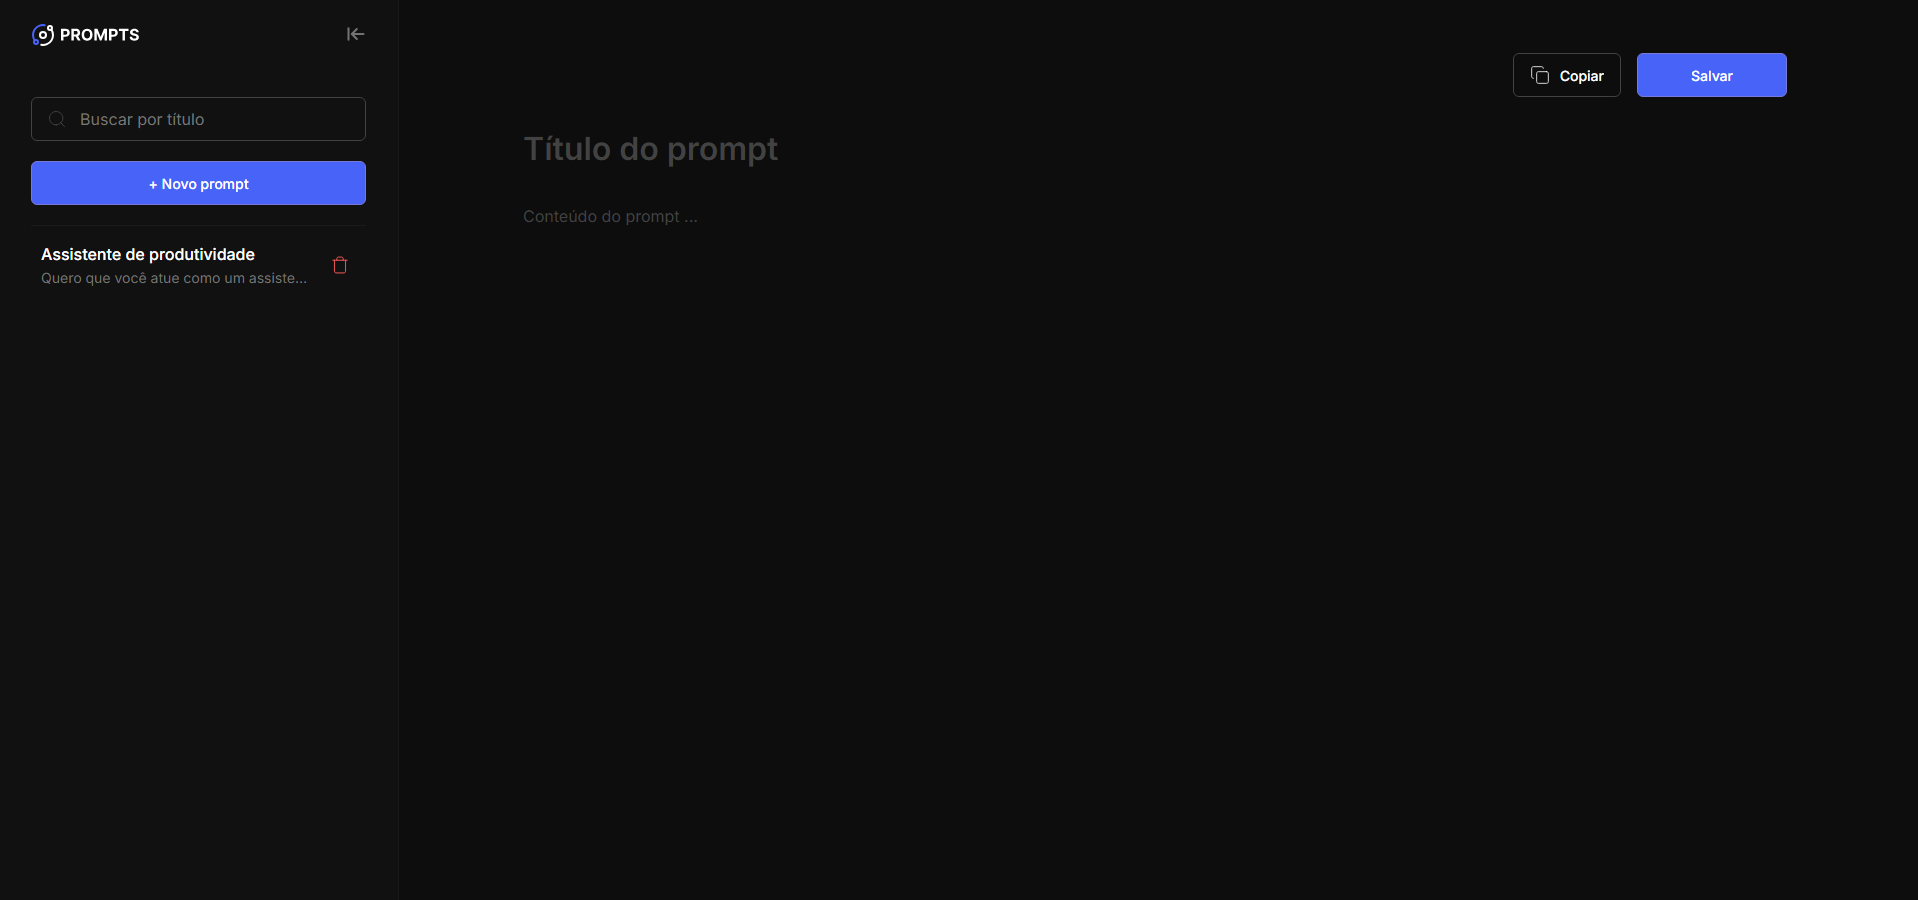 PROMPTS
Buscar por título
+ Novo prompt
Assistente de produtividade
Quero que você atue como um assiste...
Copiar
Salvar
Título do prompt
Conteúdo do prompt ...